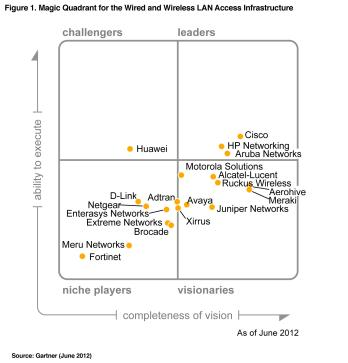 Figure 1. Magic Quadrant for the Wired and Wireless LAN Access Infrastructure
challengers
leaders
Cisco
HP Networking
Aruba Networks
Huawei
Motorola Solutions
Alcatel-Lucent
Ruckus Wireless
Aerohive
Meraki
D-Link
Adtran
Avaya
Netgear
Juniper Networks
Enterasys Networks
Extreme Networks
Xirrus
Brocade
Meru Networks
Fortinet
niche players
visionaries
ability to execute
completeness of vision
As of June 2012
Source: Gartner (June 2012)